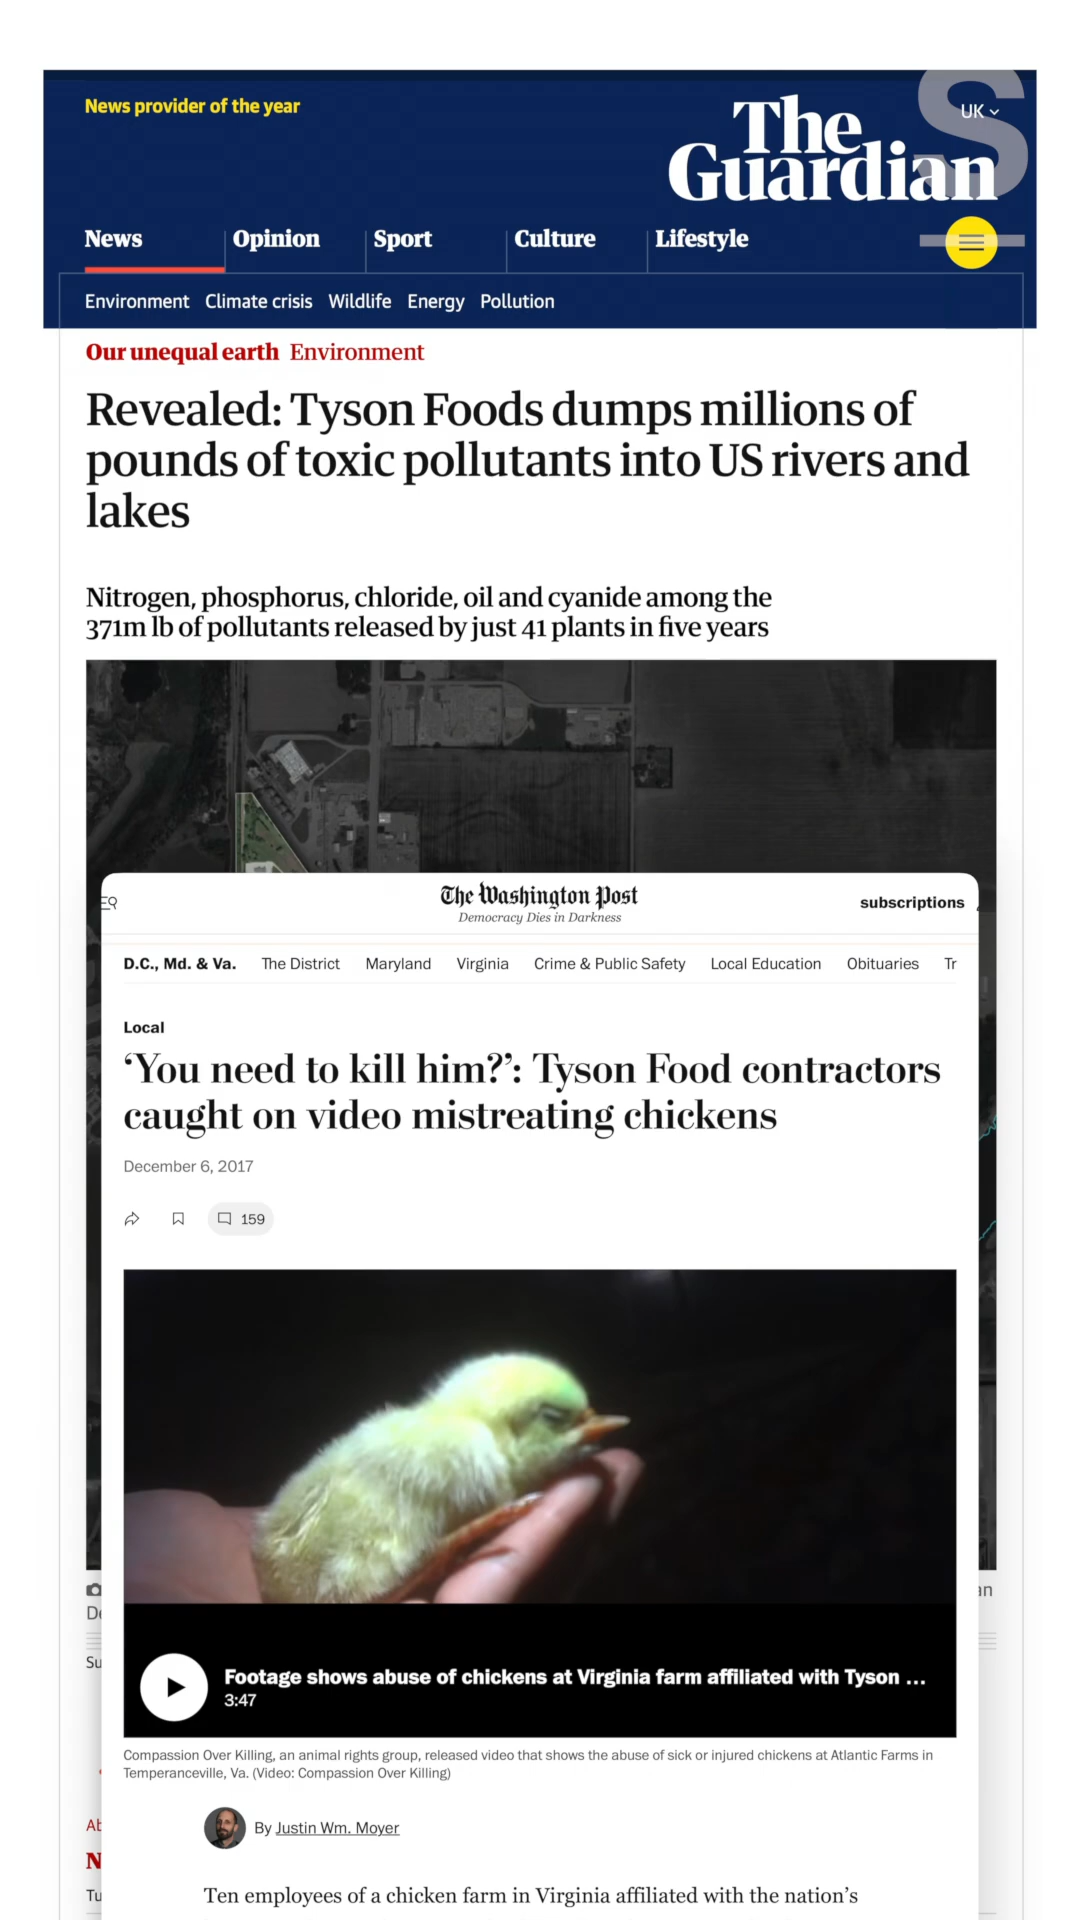 News provider of the year
The
Guardian
S
UK
News
Opinion
Sport
Culture
Lifestyle
Environment Climate crisis Wildlife Energy Pollution
Our unequal earth Environment
Revealed: Tyson Foods dumps millions of
pounds of toxic pollutants into US rivers and
lakes
Nitrogen, phosphorus, chloride, oil and cyanide among the
371m lb of pollutants released by just 41 plants in five years
The Washington Post
Democracy Dies in Darkness
subscriptions
D.C., Md. & Va. The District Maryland Virginia Crime & Public Safety Local Education Obituaries Tr
Local
‘You need to kill him?’: Tyson Food contractors
caught on video mistreating chickens
December 6, 2017
159
Footage shows abuse of chickens at Virginia farm affiliated with Tyson ...
3:47
Compassion Over Killing, an animal rights group, released video that shows the abuse of sick or injured chickens at Atlantic Farms in
Temperanceville, Va. (Video: Compassion Over Killing)
By Justin Wm. Moyer
Ten employees of a chicken farm in Virginia affiliated with the nation’s
an
De
Su
Ab
N
Tu